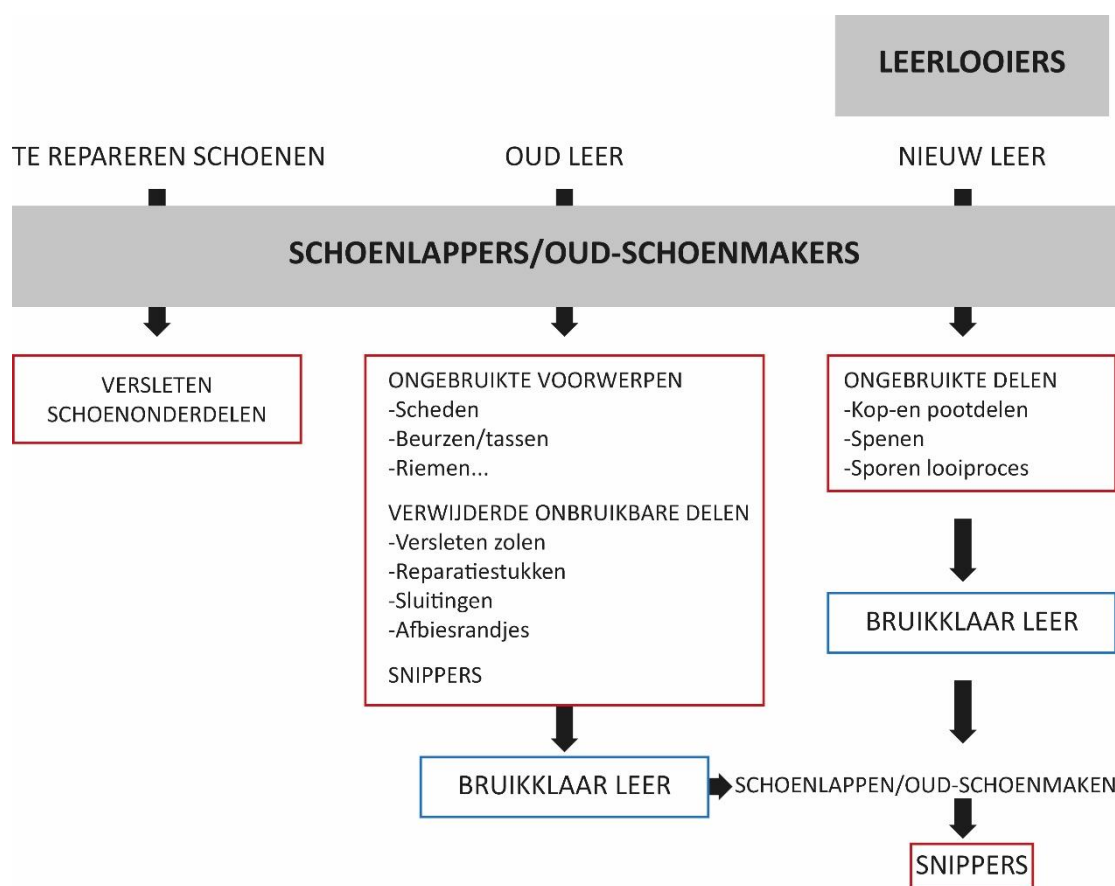 LEERLOOIERS
TE REPAREREN SCHOENEN
OUD LEER
NIEUW LEER
SCHOENLAPPERS/OUD-SCHOENMAKERS
VERSLETEN
SCHOENONDERDELEN
ONGEBRUIKTE VOORWERPEN
-Scheden
-Beurzen/tassen
-Riemen...
VERWIJDERDE ONBRUIKBARE DELEN
-Versleten zolen
-Reparatiestukken
-Sluitingen
-Afbiesrandjes
SNIPPERS
ONGEBRUIKTE DELEN
-Kop-en pootdelen
-Spenen
-Sporen looiproces
BRUIKKLAAR LEER
BRUIKKLAAR LEER
SCHOENLAPPEN/OUD-SCHOENMAKEN
SNIPPERS